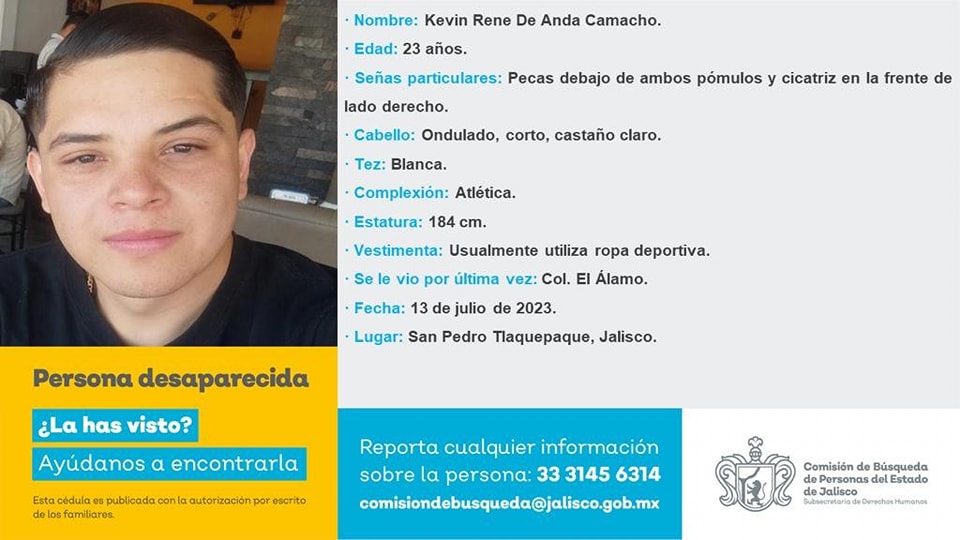 · Nombre: Kevin Rene De Anda Camacho.
· Edad: 23 años.
· Señas particulares: Pecas debajo de ambos pómulos y cicatriz en la frente de
lado derecho.
· Cabello: Ondulado, corto, castaño claro.
· Tez: Blanca.
· Complexión: Atlética.
· Estatura: 184 cm.
· Vestimenta: Usualmente utiliza ropa deportiva.
· Se le vio por última vez: Col. El Álamo.
· Fecha: 13 de julio de 2023.
· Lugar: San Pedro Tlaquepaque, Jalisco.
Persona desaparecida
¿La has visto?
Ayúdanos a encontrarla
Esta cédula es publicada con la autorización por escrito
de los familiares.
Reporta cualquier información
sobre la persona: 33 3145 6314
comisiondebusqueda@jalisco.gob.mx
Comisión de Búsqueda
de Personas del Estado
de Jalisco
Subsecretaría de Derechos Humanos